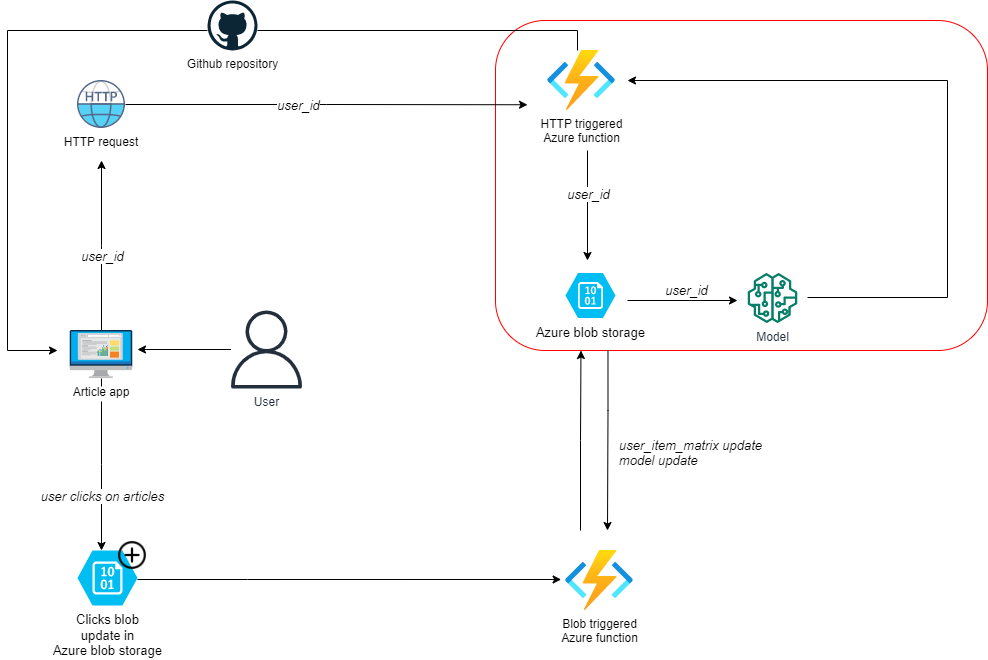 Github repository
HTTP
HTTP request
user_id
HTTP triggered
Azure function
user_id
user_id
10
01
user_id
Azure blob storage
Model
Article app
User
user_item_matrix update
model update
user clicks on articles
10
01
Clicks blob
update in
Azure blob storage
Blob triggered
Azure function